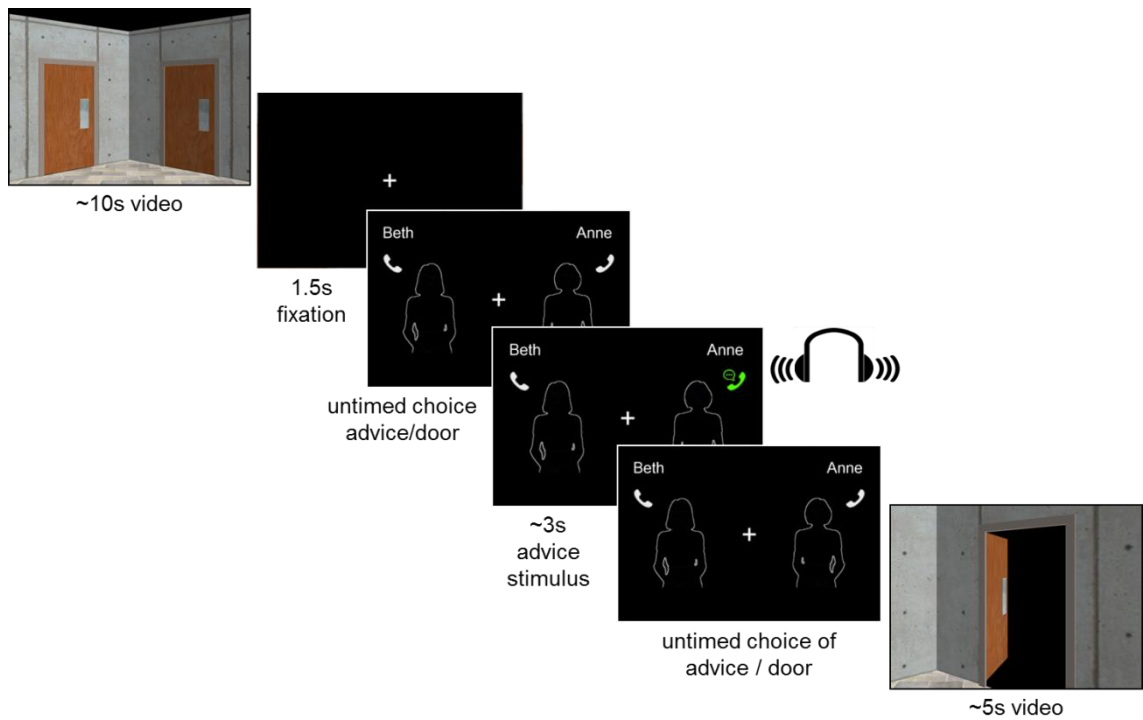 ~10s video
1.5s
fixation
Beth Anne
untimed choice
advice/door
Beth Anne
~3s
advice
stimulus
Beth Anne
untimed choice of
advice / door
~5s video